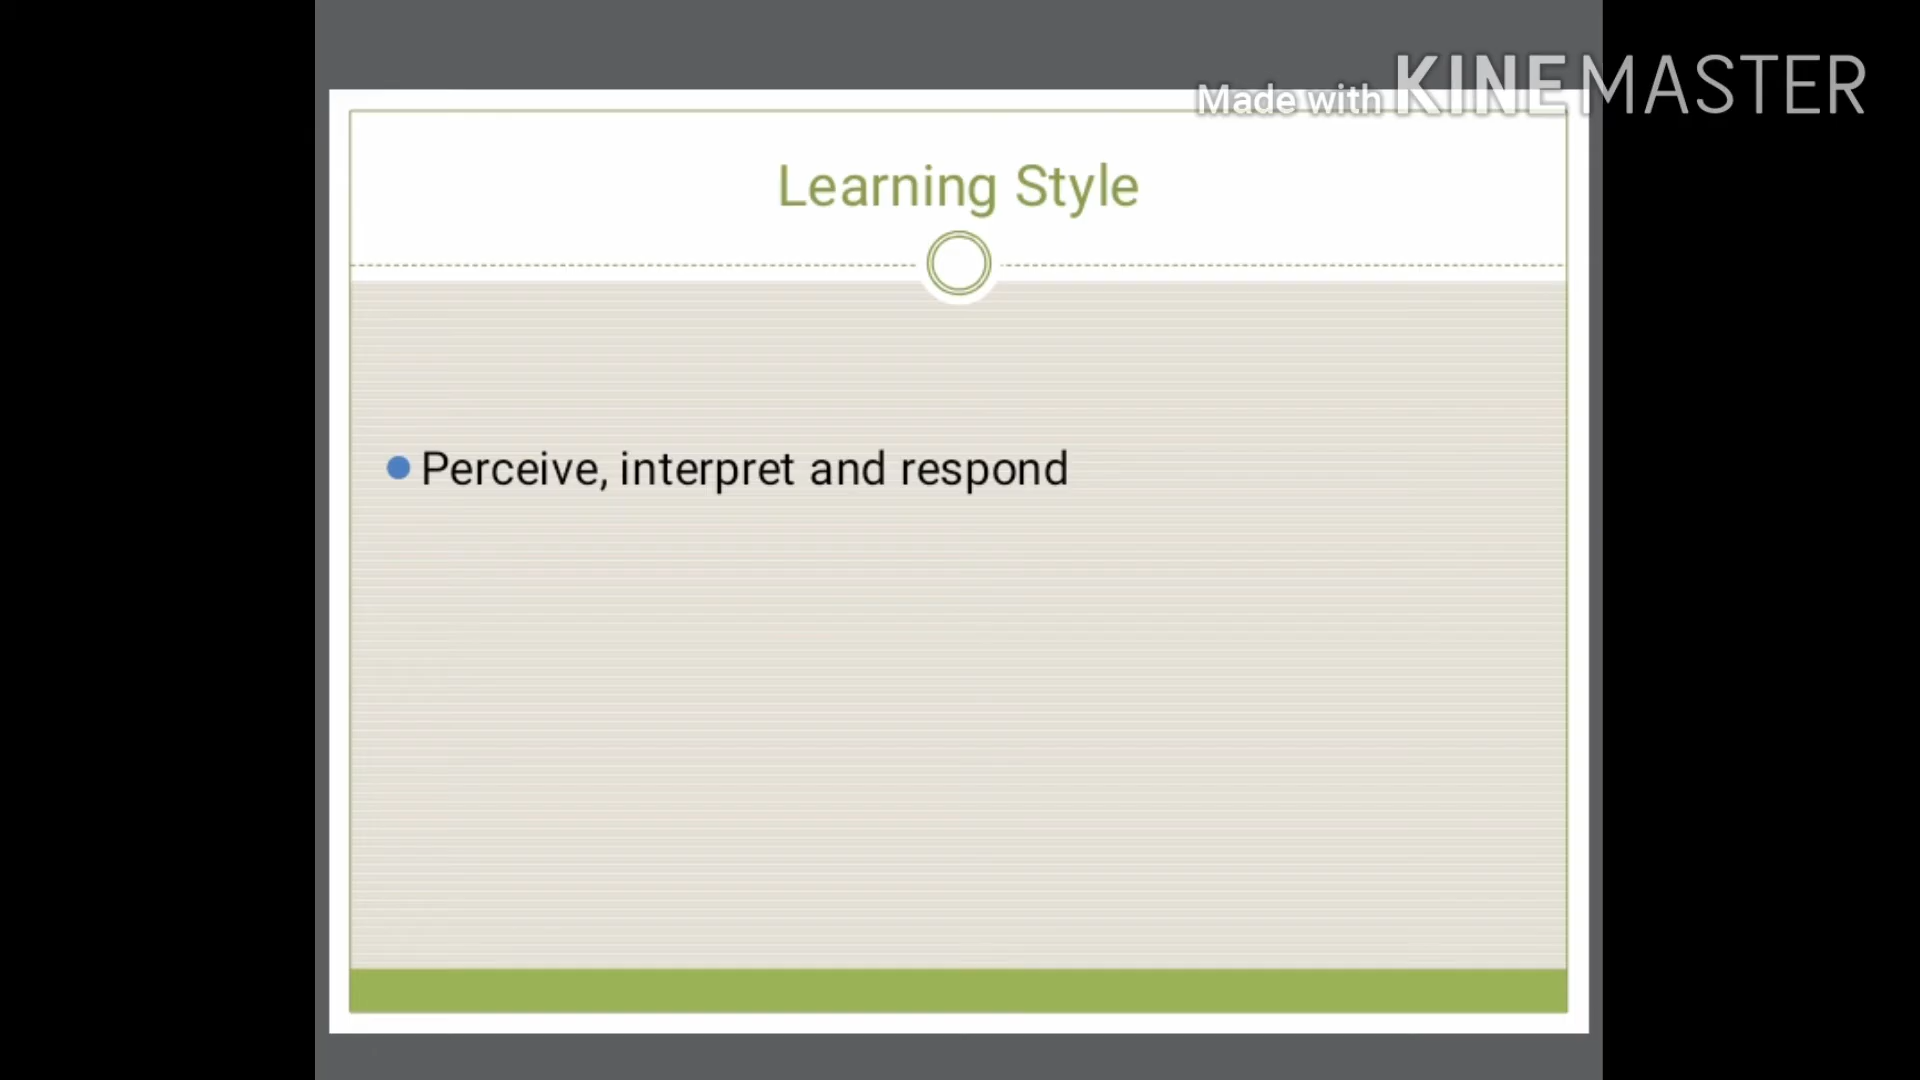 Made with KINEMASTER
Learning Style
Perceive, interpret and respond